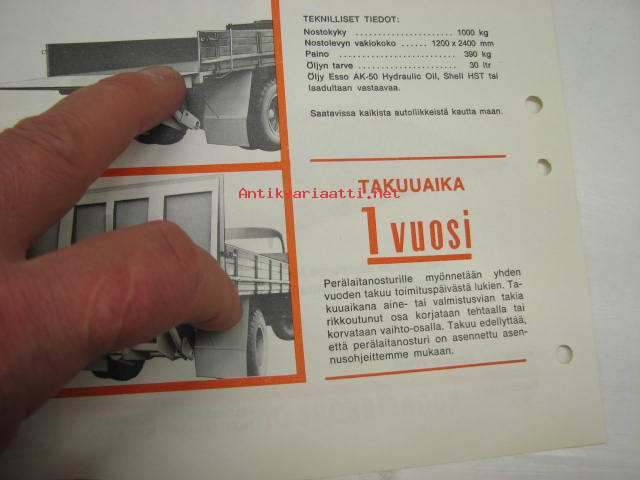 TEKNILLISET TIEDOT:
Nostokyky ...................... 1000 kg
Nostolevyn vakiokoko ...... 1200 x 2400 mm
Paino .......................... 390 kg
Öljyn tarve ...................... 30 ltr
Öljy Esso AK-50 Hydraulic Oil, Shell HST tai
laadultaan vastaavaa.
Saatavissa kaikista autoliikkeistä kautta maan.
TAKUUAIKA
Antikvariaatti.net
1 vuosi
Perälaitanosturille myönnetään yhden
vuoden takuu toimituspäivästä lukien. Ta-
kuuaikana aine- tai valmistusvian takia
rikkoutunut osa korjataan tehtaalla tai
korvataan vaihto-osalla. Takuu edellyttää,
että perälaitanosturi on asennettu asen-
nusohjeittemme mukaan.